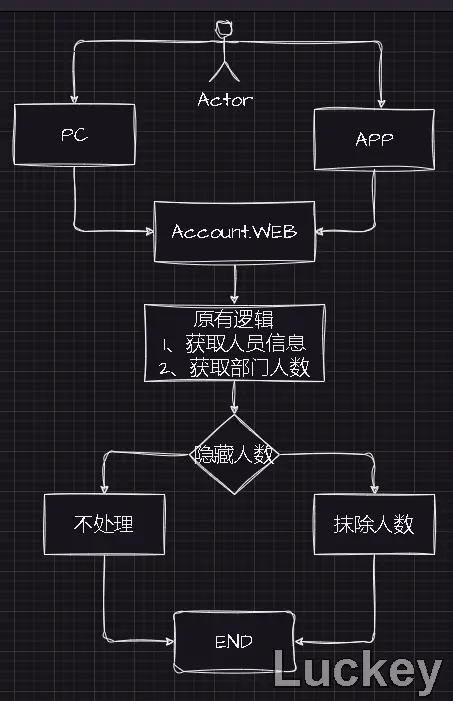 Actor
PC
APP
Account.WEB
原有逻辑
1、获取人员信息
2、获取部门人数
隐藏人数
不处理
抹除人数
END
Luckey